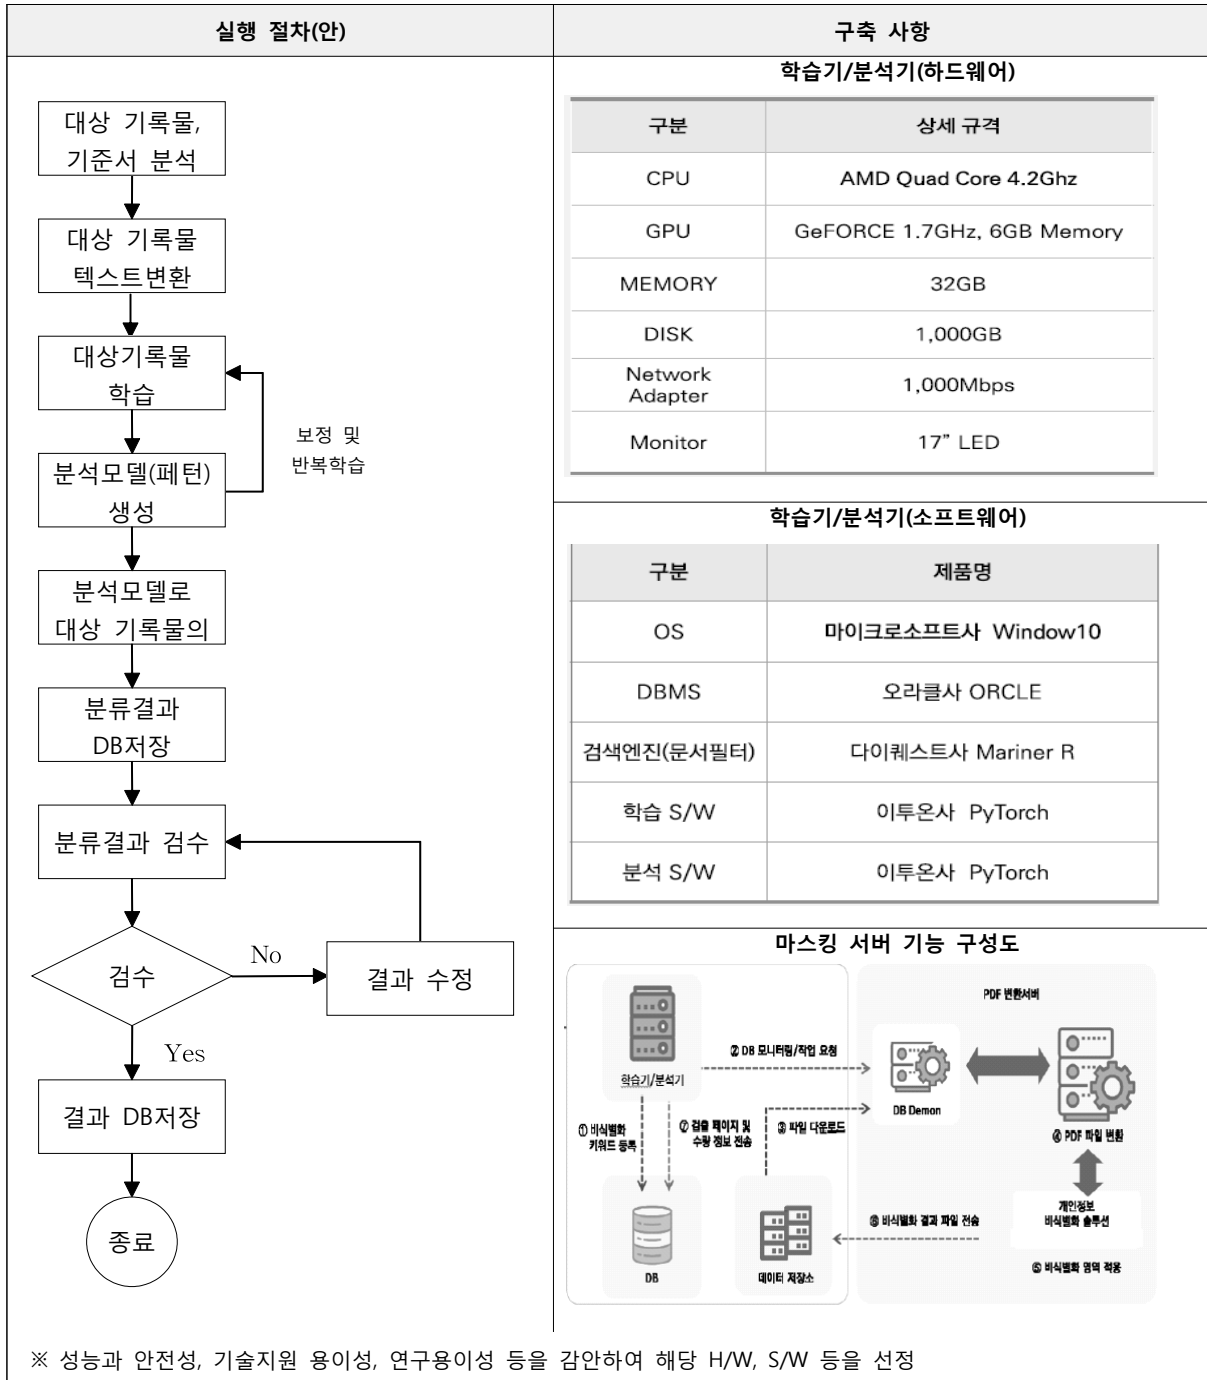 실행 절차(안)
구축 사항
대상 기록물,
기준서 분석
대상 기록물
텍스트변환
대상기록물
학습
보정 및
반복학습
분석모델(페턴)
생성
분석모델로
대상 기록물의
분류결과
DB저장
분류결과 검수
검수
No
결과 수정
Yes
결과 DB저장
종료
학습기/분석기(하드웨어)
구분 상세 규격
CPU AMD Quad Core 4.2Ghz
GPU GeFORCE 1.7GHz, 6GB Memory
MEMORY 32GB
DISK 1,000GB
Network
Adapter
1,000Mbps
Monitor 17” LED
학습기/분석기(소프트웨어)
구분 제품명
OS 마이크로소프트사 Window10
DBMS 오라클사 ORCLE
검색엔진(문서필터) 다이퀘스트사 Mariner R
학습 S/W 이투온사 PyTorch
분석 S/W 이투온사 PyTorch
마스킹 서버 기능 구성도
PDF 변환서버
학습기/분석기
② DB 모니터링/작업 요청
DB Demon
④ PDF 파일 변환
① 비식별화
키워드 등록
⑦ 검출 페이지 및
수량 정보 전송
③ 파일 다운로드
개인정보
비식별화 솔루션
⑥ 비식별화 결과 파일 전송
⑤ 비식별화 영역 적용
DB
데이터 저장소
※ 성능과 안전성, 기술지원 용이성, 연구용이성 등을 감안하여 해당 H/W, S/W 등을 선정